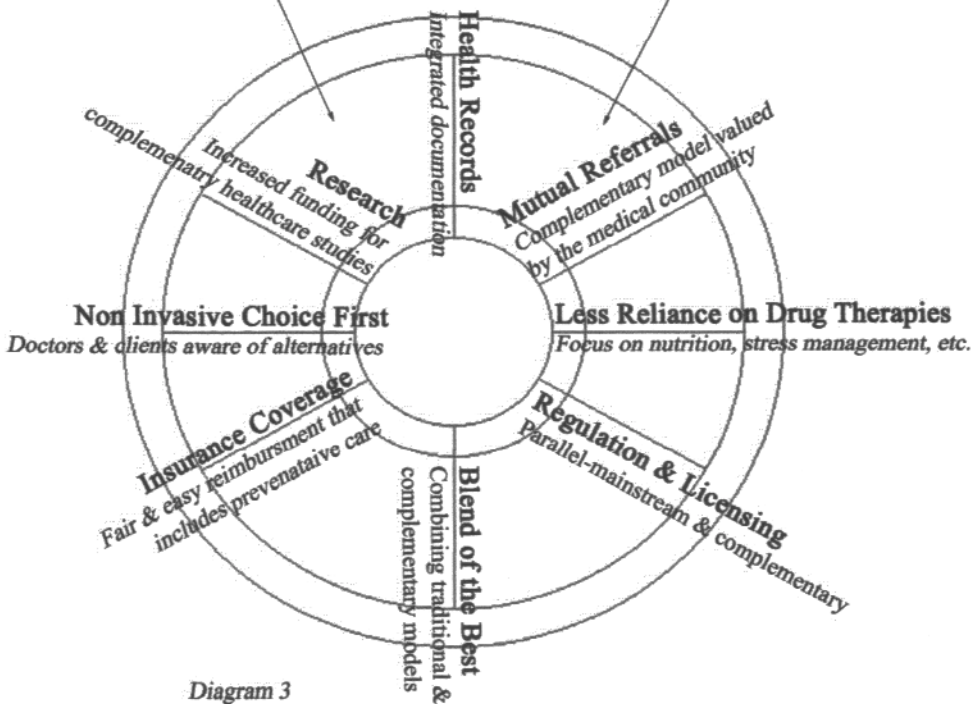 Health Records
integrated documentation
Mutual Referrals
Complementary model valued
by the medical community
Less Reliance on Drug Therapies
Focus on nutrition, stress management, etc.
Regulation & Licensing
Parallel-mainstream & complementary
Blend of the Best
Combining traditional &
complementary models
Insurance Coverage
Fair & easy reimbursment that
includes prevenataive care
Non Invasive Choice First
Doctors & clients aware of alternatives
Research
Increased funding for
complemenatry healthcare studies
Diagram 3